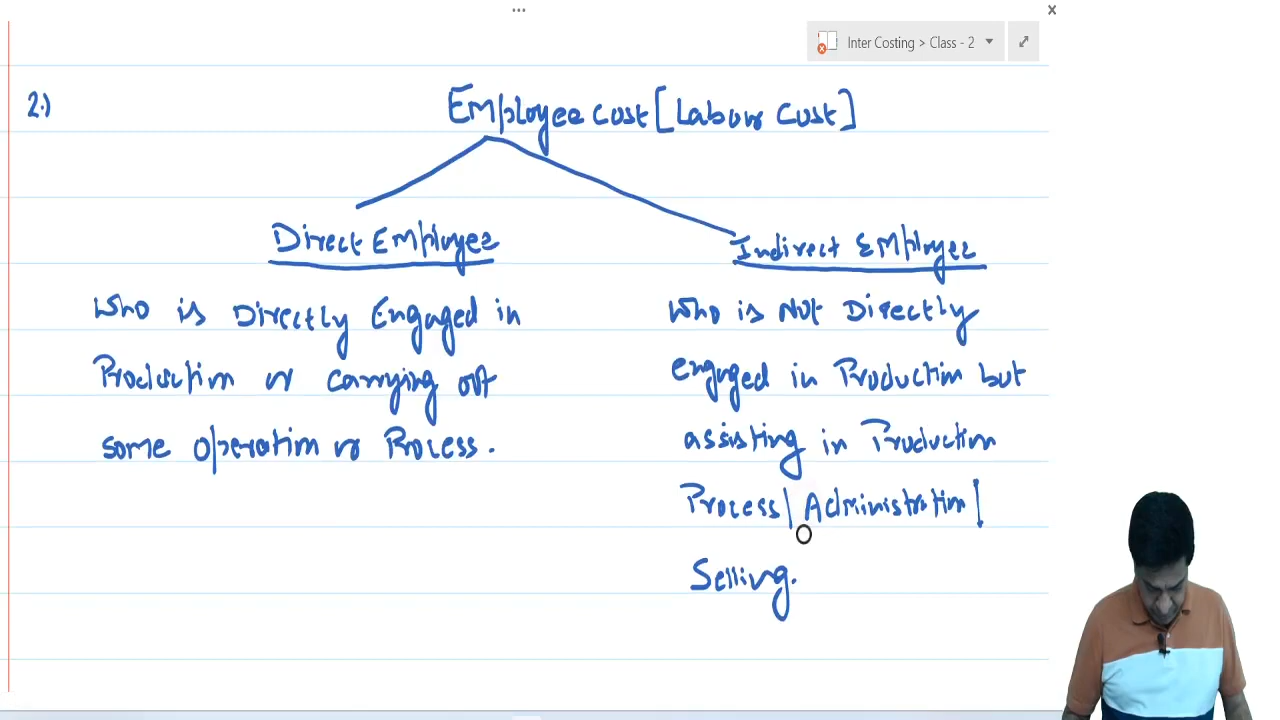 Inter Costing > Class - 2
2.)
Employee Cost [Labour Cost]
Direct Employee
Indirect Employee
Who is Directly Engaged in
Production or carrying out
some operation or Process.
Who is Not Directly
engaged in Production but
assisting in Production
Process | Administration |
Selling.